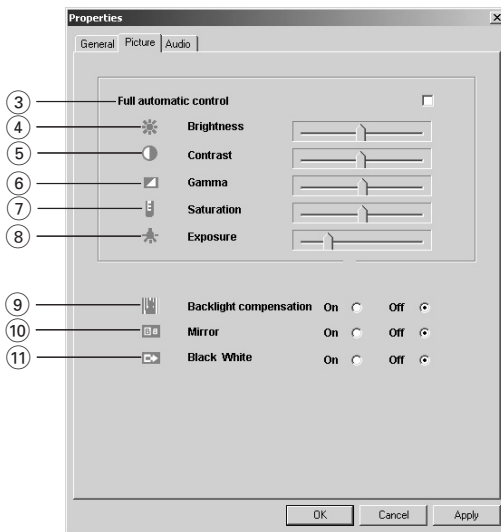 Properties
General Picture Audio
3 Full automatic control
4 Brightness
5 Contrast
6 Gamma
7 Saturation
8 Exposure
9 Backlight compensation On Off
10 Mirror On Off
11 Black White On Off
OK Cancel Apply